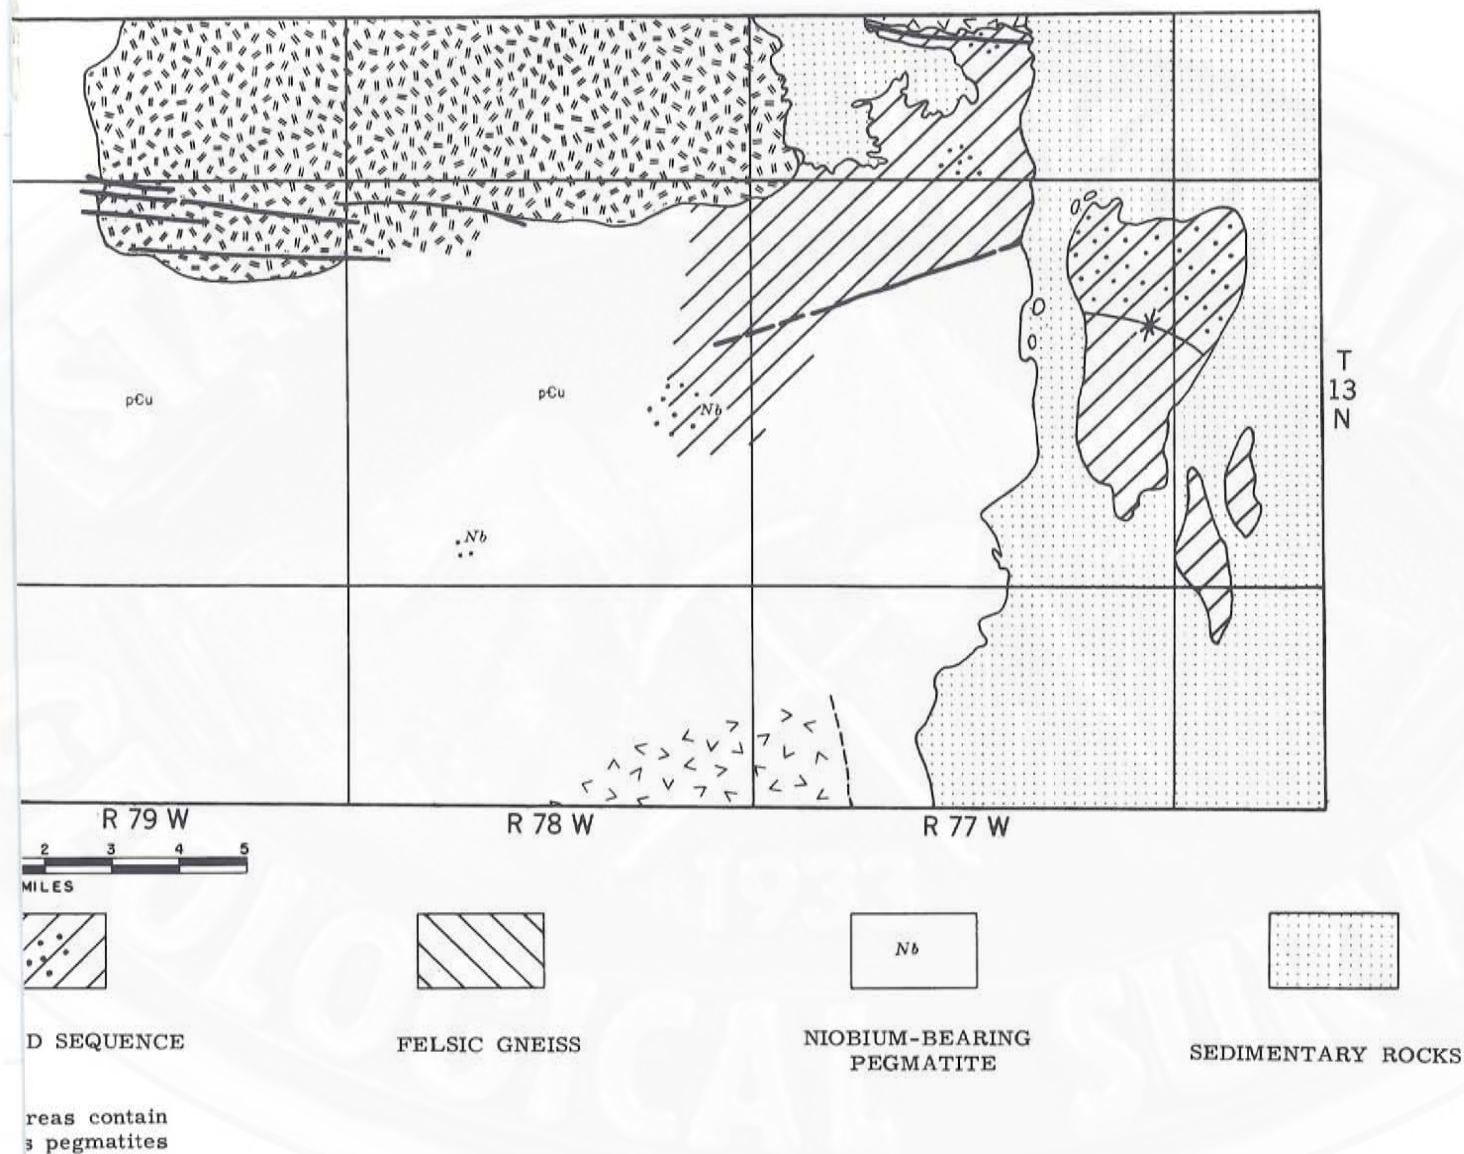 pЄu
pЄu
Nb
Nb
T
13
N
R 79 W
R 78 W
R 77 W
2 3 4 5
MILES
Nb
D SEQUENCE
FELSIC GNEISS
NIOBIUM-BEARING
PEGMATITE
SEDIMENTARY ROCKS
reas contain
s pegmatites
1933